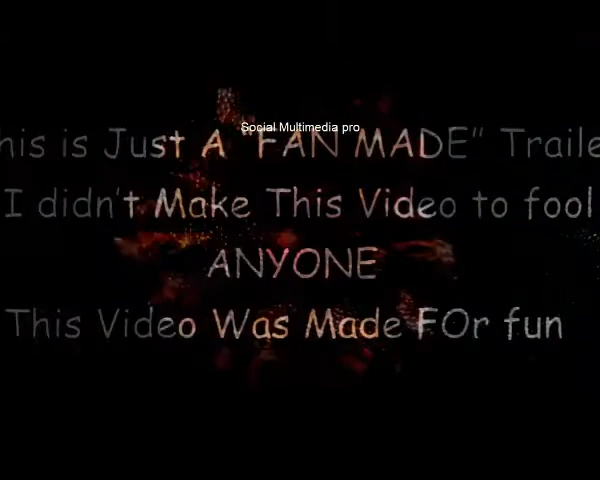 Social Multimedia pro
his is Just A "FAN MADE" Traile
I didn't Make This Video to fool
ANYONE
This Video Was Made FOr fun